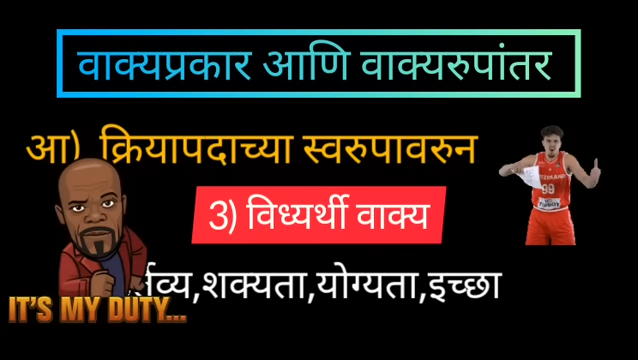 वाक्यप्रकार आणि वाक्यरुपांतर
आ) क्रियापदाच्या स्वरुपावरुन
3) विध्यर्थी वाक्य
,शक्यता,योग्यता,इच्छा
IT'S MY DUTY...
99